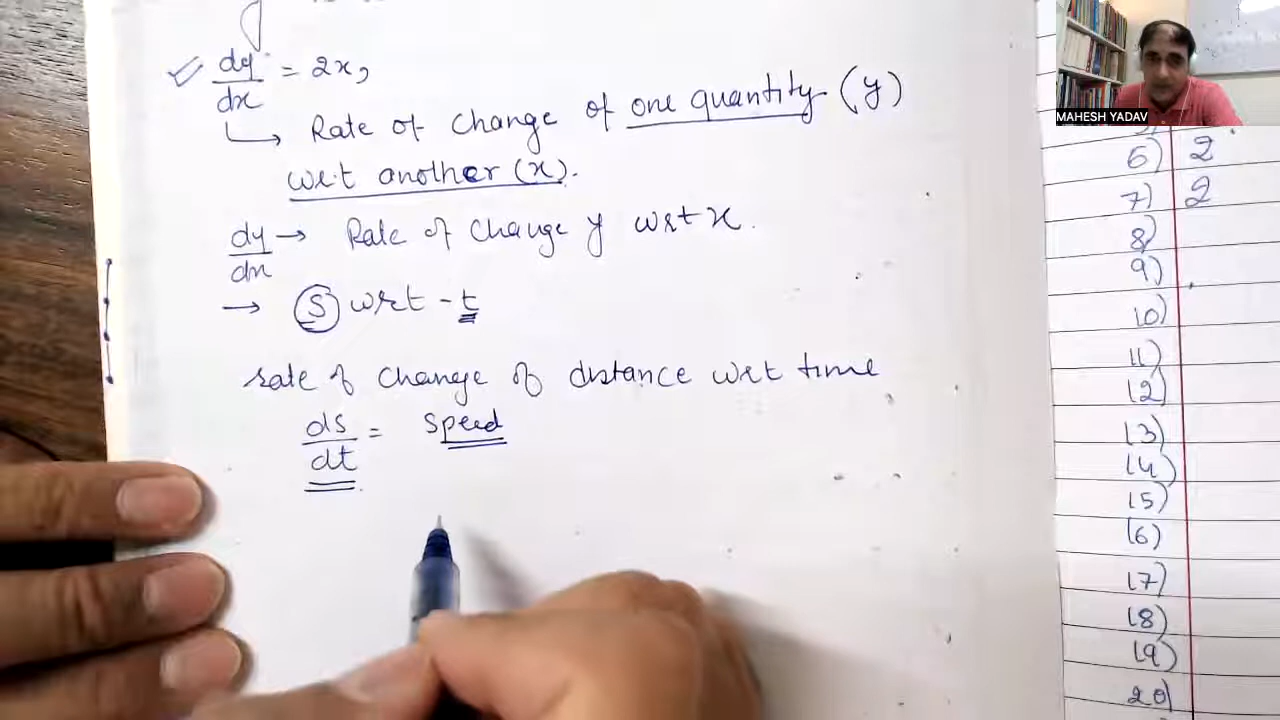 dy/dx = 2x,
↳ Rate of Change of one quantity (y)
w.r.t another (x).
dy/dx → Rate of Change y wrt x.
→ S wrt - t
rate of change of distance wrt time
ds/dt = speed
MAHESH YADAV
6) 2
7) 2
8)
9)
10)
11)
12)
13)
14)
15)
16)
17)
18)
19)
20)